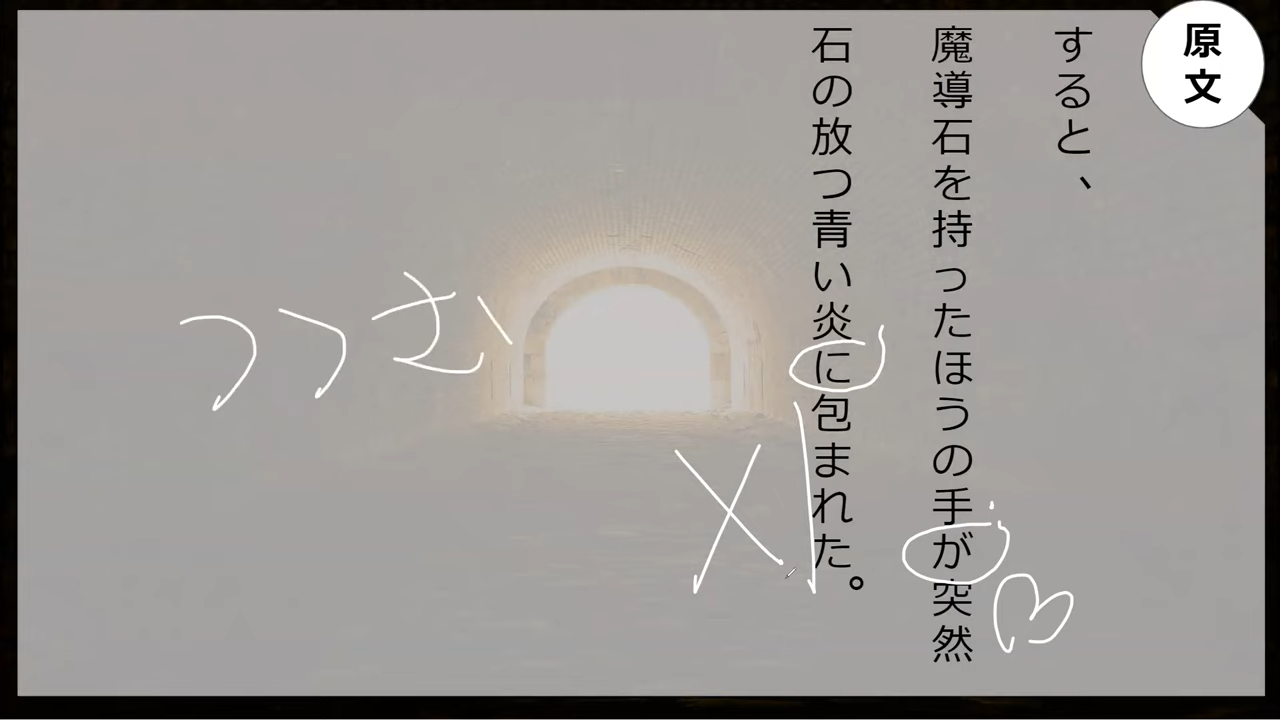 原文
すると、
魔導石を持ったほうの手が突然
石の放つ青い炎に包まれた。
つつむ